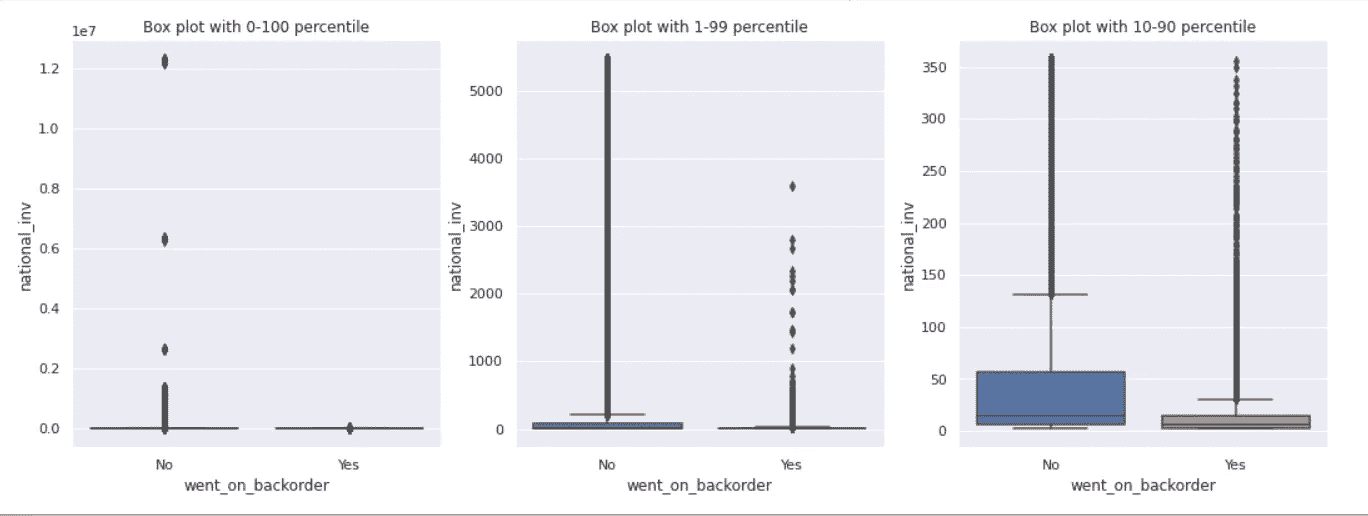 Box plot with 0-100 percentile
1e7
1.2
1.0
0.8
0.6
0.4
0.2
0.0
national_inv
No Yes
went_on_backorder
Box plot with 1-99 percentile
5000
4000
3000
2000
1000
0
national_inv
No Yes
went_on_backorder
Box plot with 10-90 percentile
350
300
250
200
150
100
50
0
national_inv
No Yes
went_on_backorder